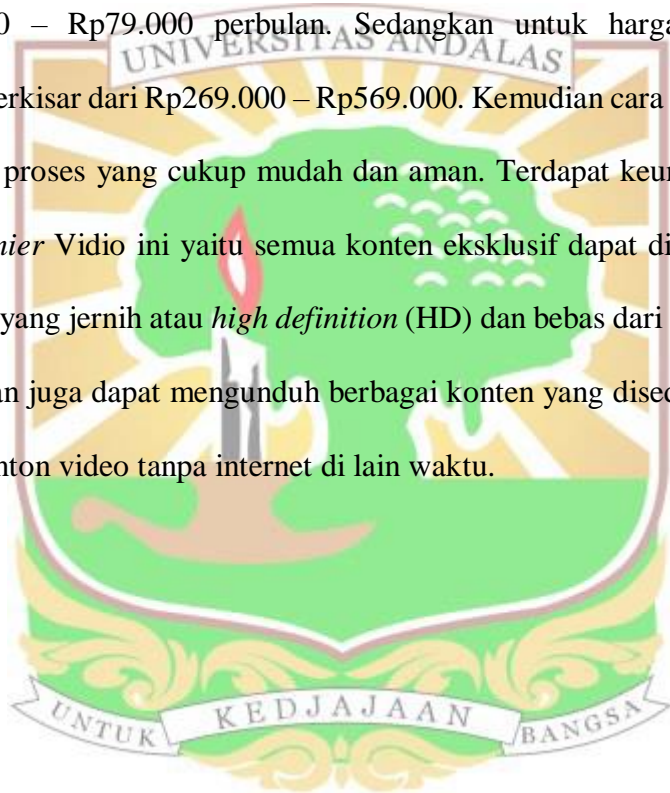 0 – Rp79.000 perbulan. Sedangkan untuk harga
UNIVERSITAS ANDALAS
erkisar dari Rp269.000 – Rp569.000. Kemudian cara
proses yang cukup mudah dan aman. Terdapat keun
nier Vidio ini yaitu semua konten eksklusif dapat di
yang jernih atau high definition (HD) dan bebas dari
an juga dapat mengunduh berbagai konten yang dised
nton video tanpa internet di lain waktu.
UNTUK KEDJAJAAN BANGSA